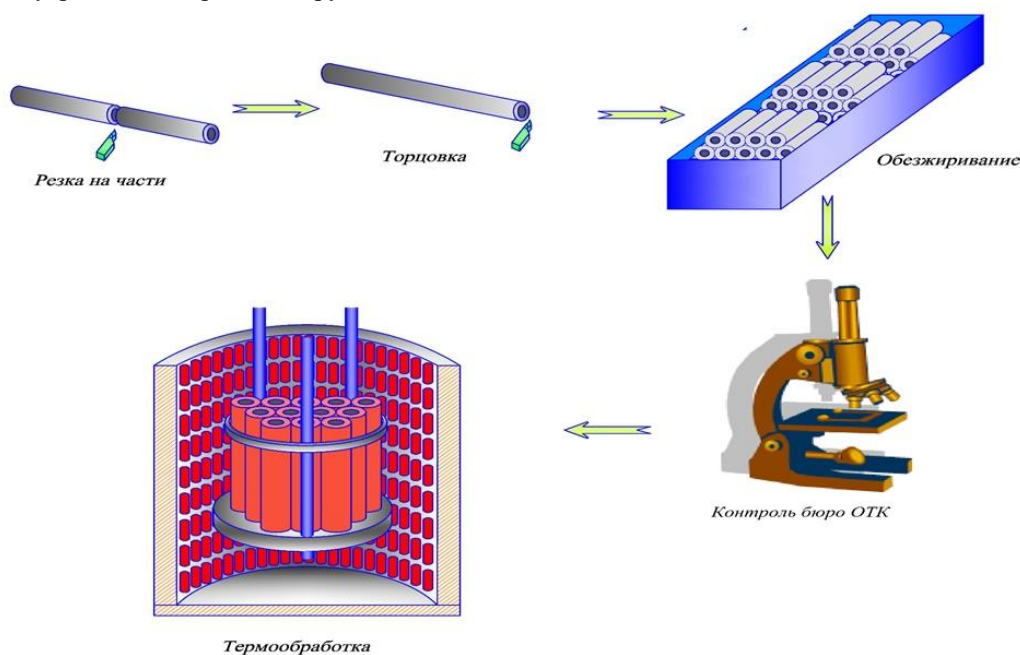 Резка на части
Торцовка
Обезжиривание
Контроль бюро ОТК
Термообработка